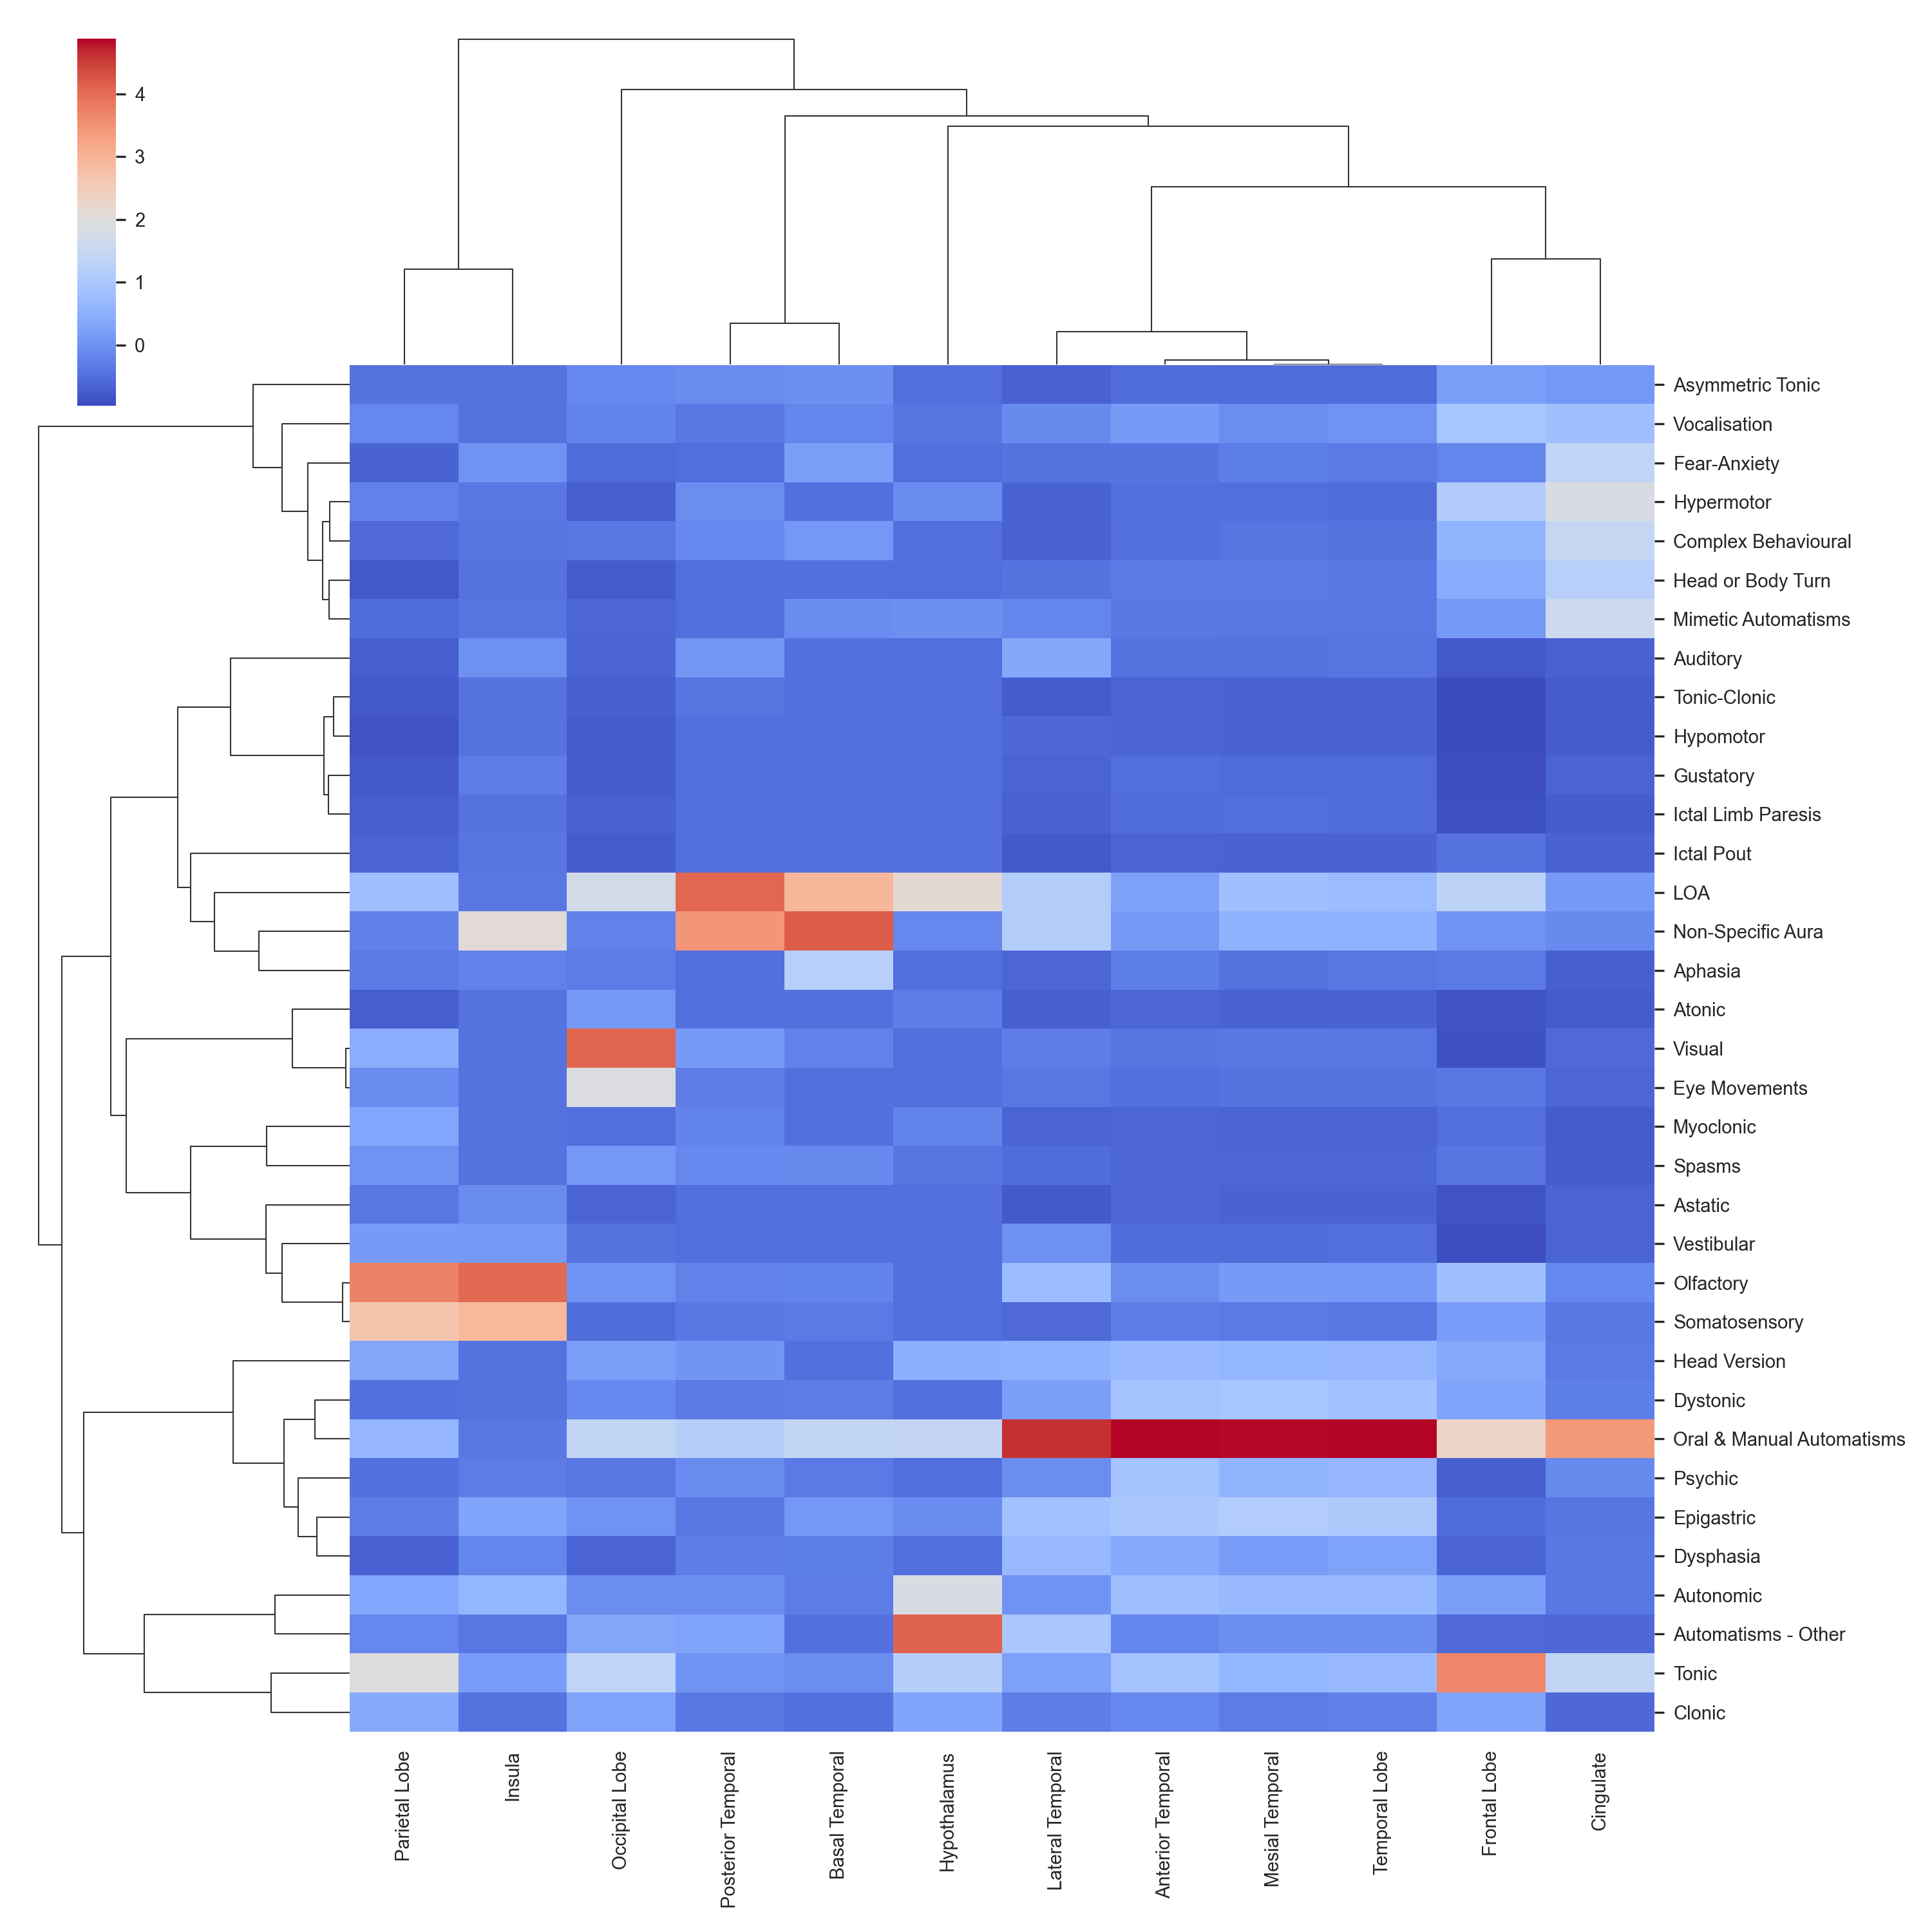 4
3
2
1
0
Asymmetric Tonic
Vocalisation
Fear-Anxiety
Hypermotor
Complex Behavioural
Head or Body Turn
Mimetic Automatisms
Auditory
Tonic-Clonic
Hypomotor
Gustatory
Ictal Limb Paresis
Ictal Pout
LOA
Non-Specific Aura
Aphasia
Atonic
Visual
Eye Movements
Myoclonic
Spasms
Astatic
Vestibular
Olfactory
Somatosensory
Head Version
Dystonic
Oral & Manual Automatisms
Psychic
Epigastric
Dysphasia
Autonomic
Automatisms - Other
Tonic
Clonic
Parietal Lobe
Insula
Occipital Lobe
Posterior Temporal
Basal Temporal
Hypothalamus
Lateral Temporal
Anterior Temporal
Mesial Temporal
Temporal Lobe
Frontal Lobe
Cingulate